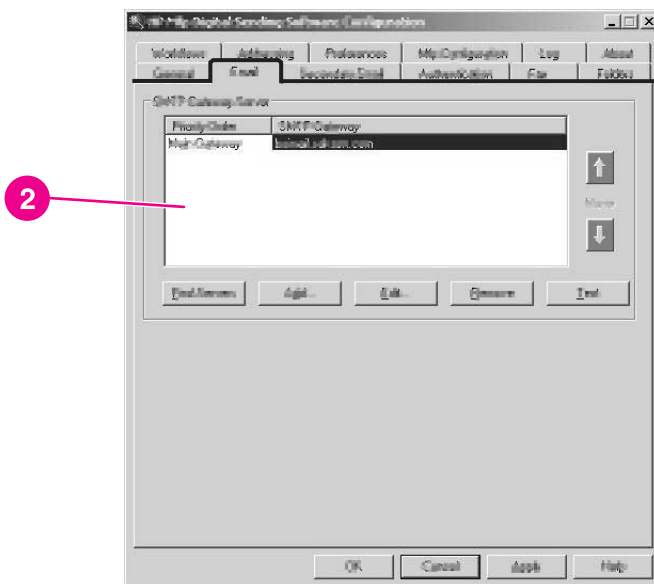 HP Mfp Digital Sending Software Configuration
Workflows Addressing Preferences Mfp Configuration Log About
General Email Secondary Email Authentication Fax Folders
SMTP Gateway Server
Priority Order SMTP Gateway
Main Gateway
2
Move
Find Servers Add... Edit... Remove Test
OK Cancel Apply Help